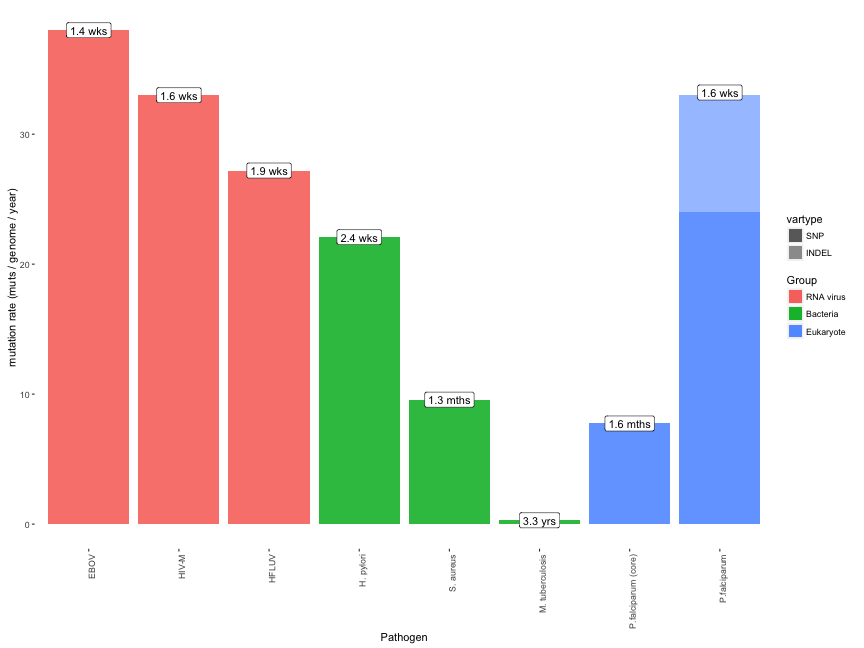 1.4 wks
1.6 wks
1.9 wks
2.4 wks
1.3 mths
3.3 yrs
1.6 mths
1.6 wks
mutation rate (muts / genome / year)
30
20
10
0
EBOV
HIV-M
HFLUV
H. pylori
S. aureus
M. tuberculosis
P.falciparum (core)
P.falciparum
Pathogen
vartype
SNP
INDEL
Group
RNA virus
Bacteria
Eukaryote